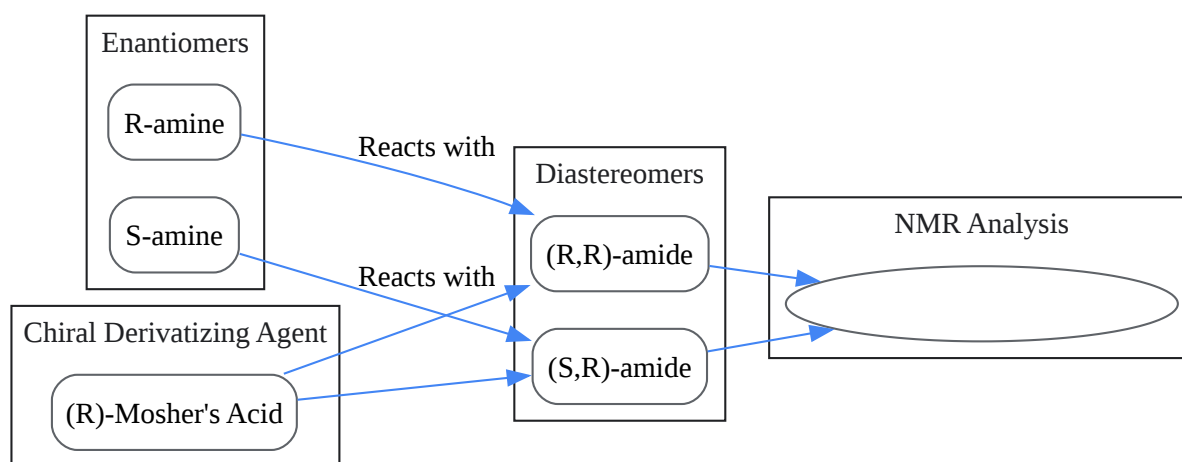 Enantiomers
R-amine
S-amine
Reacts with
Reacts with
Chiral Derivatizing Agent
(R)-Mosher's Acid
Diastereomers
(R,R)-amide
(S,R)-amide
NMR Analysis